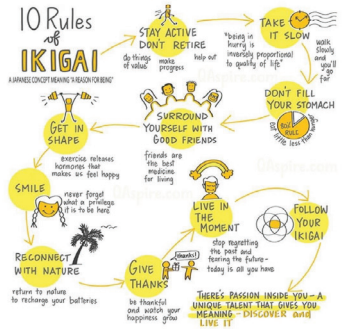 10 Rules
of
IKIGAI
A JAPANESE CONCEPT MEANING "A REASON FOR BEING"
STAY ACTIVE
DON'T RETIRE
do things
of value
make
progress
help out
TAKE
IT SLOW
"being in
hurry is
inversely proportional
to quality of life"
walk
slowly
and
you'll
go
far
DON'T FILL
YOUR STOMACH
80%
RULE
eat little less than hunger
SURROUND
YOURSELF WITH
GOOD FRIENDS
friends are
the best
medicine
for living
GET IN
SHAPE
exercise releases
hormones that
makes us feel happy
SMILE
never forget
what a privilege
it is to be here
RECONNECT
WITH NATURE
return to nature
to recharge your batteries
GIVE
THANKS
thanks!
be thankful
and watch your
happiness grow
LIVE IN
THE
MOMENT
stop regretting
the past and
fearing the future-
today is all you have
FOLLOW
YOUR
IKIGAI
THERE'S PASSION INSIDE YOU - A
UNIQUE TALENT THAT GIVES YOU
MEANING - DISCOVER and
LIVE IT